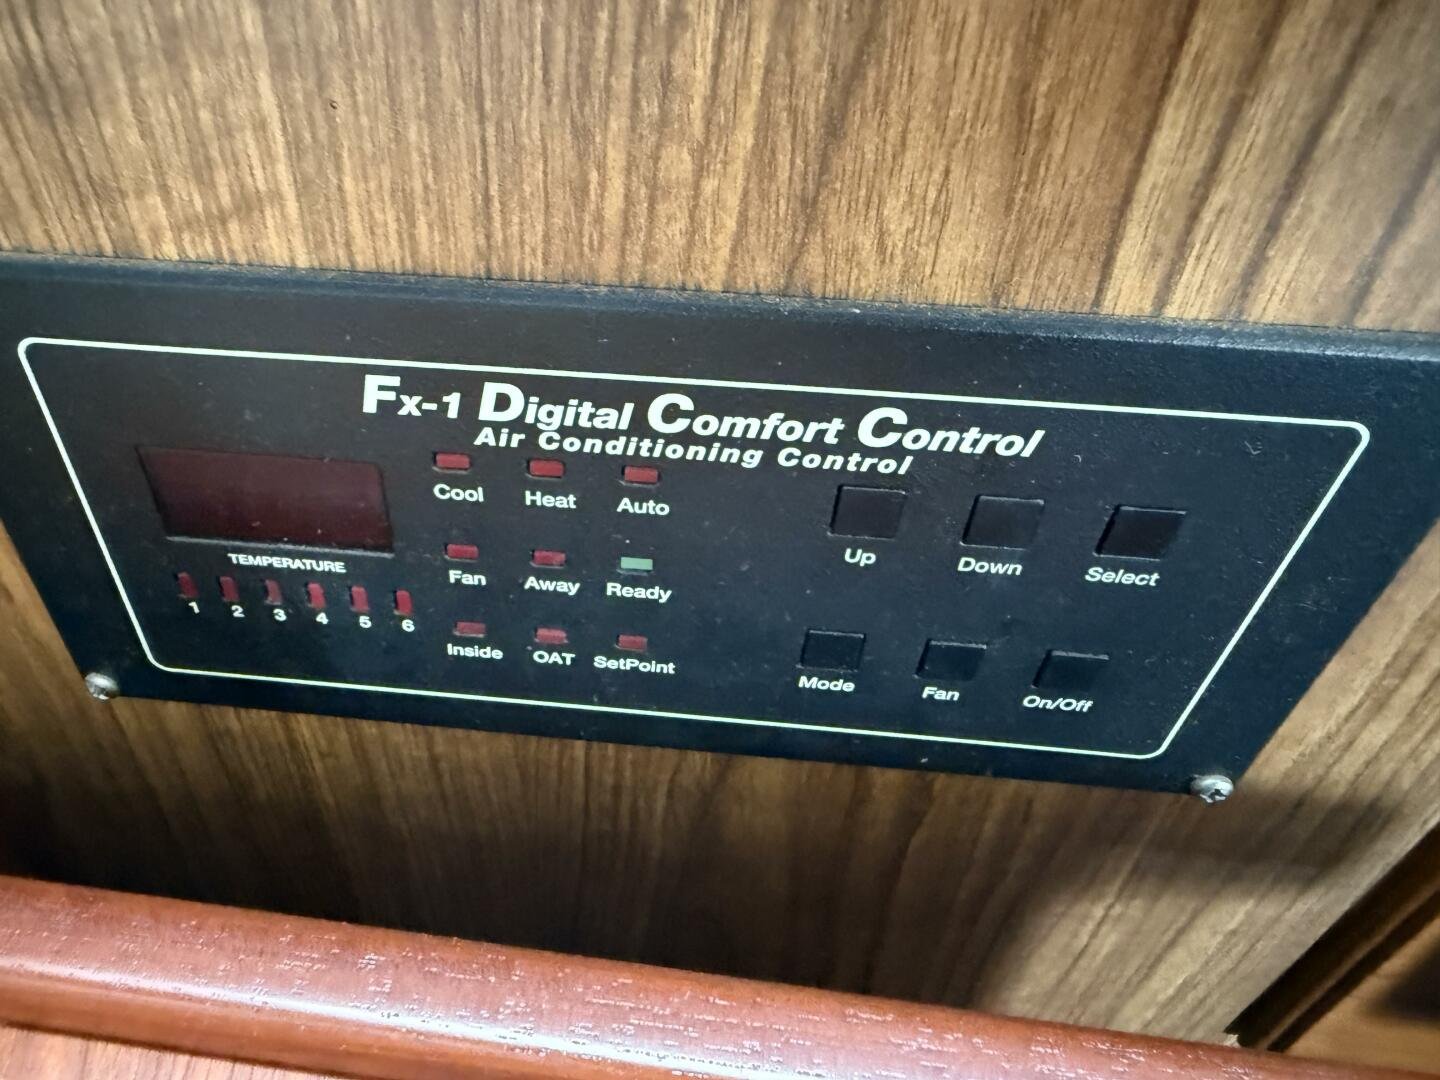 Fx-1 Digital Comfort Control
Air Conditioning Control
Cool Heat Auto
Up Down Select
TEMPERATURE
Fan Away Ready
1 2 3 4 5 6
Inside OAT SetPoint
Mode Fan On/Off